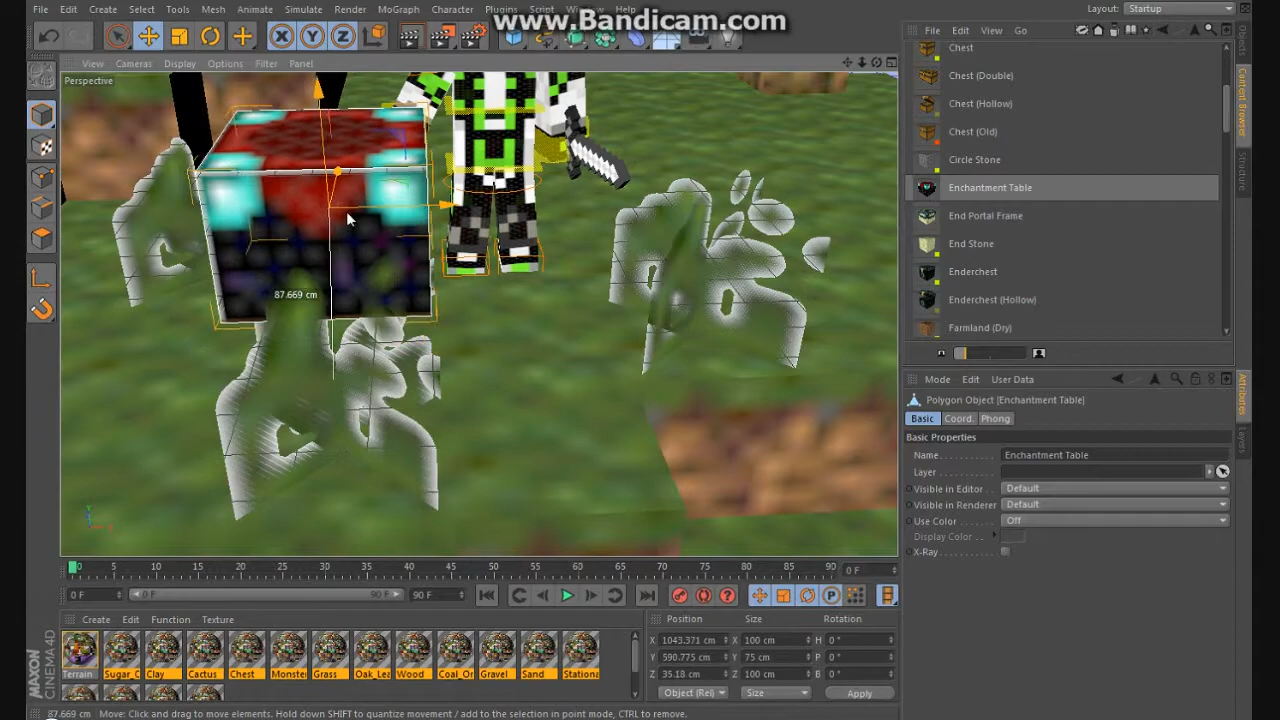 File Edit Create Select Tools Mesh Snap Animate Simulate Render MoGraph Character Plugins Script Help
www.Bandicam.com
Layout: Startup
View Cameras Display Options Filter Panel
Perspective
87.669 cm
File Edit View Go
Chest
Chest (Double)
Chest (Hollow)
Chest (Old)
Circle Stone
Enchantment Table
End Portal Frame
End Stone
Enderchest
Enderchest (Hollow)
Farmland (Dry)
Objects
Content Browser
Structure
Mode Edit User Data
Polygon Object [Enchantment Table]
Basic Coord. Phong
Basic Properties
Name Enchantment Table
Layer
Visible in Editor Default
Visible in Renderer Default
Use Color Off
Display Color
X-Ray
Attributes
Layers
0 5 10 15 20 25 30 35 40 45 50 55 60 65 70 75 80 85 90 0 F
0 F 0 F 90 F 90 F
Create Edit Function Texture
Terrain Sugar_C Clay Cactus Chest Monster Grass Oak_Lea Wood Coal_Or Gravel Sand Stationa
Position Size Rotation
X 1043.371 cm X 100 cm H 0 °
Y 590.775 cm Y 75 cm P 0 °
Z 35.18 cm Z 100 cm B 0 °
Object (Rel) Size Apply
MAXON CINEMA 4D
87.669 cm Move: Click and drag to move elements. Hold down SHIFT to quantize movement / add to the selection in point mode, CTRL to remove.